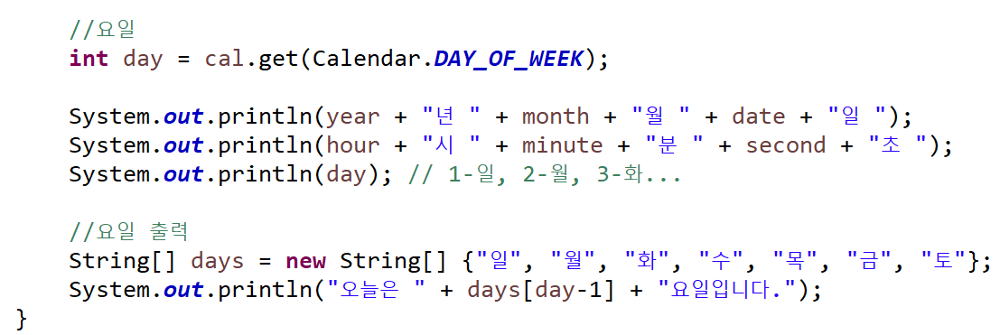 //요일
int day = cal.get(Calendar.DAY_OF_WEEK);
System.out.println(year + "년 " + month + "월 " + date + "일 ");
System.out.println(hour + "시 " + minute + "분 " + second + "초 ");
System.out.println(day); // 1-일, 2-월, 3-화...
//요일 출력
String[] days = new String[] {"일", "월", "화", "수", "목", "금", "토"};
System.out.println("오늘은 " + days[day-1] + "요일입니다.");
}